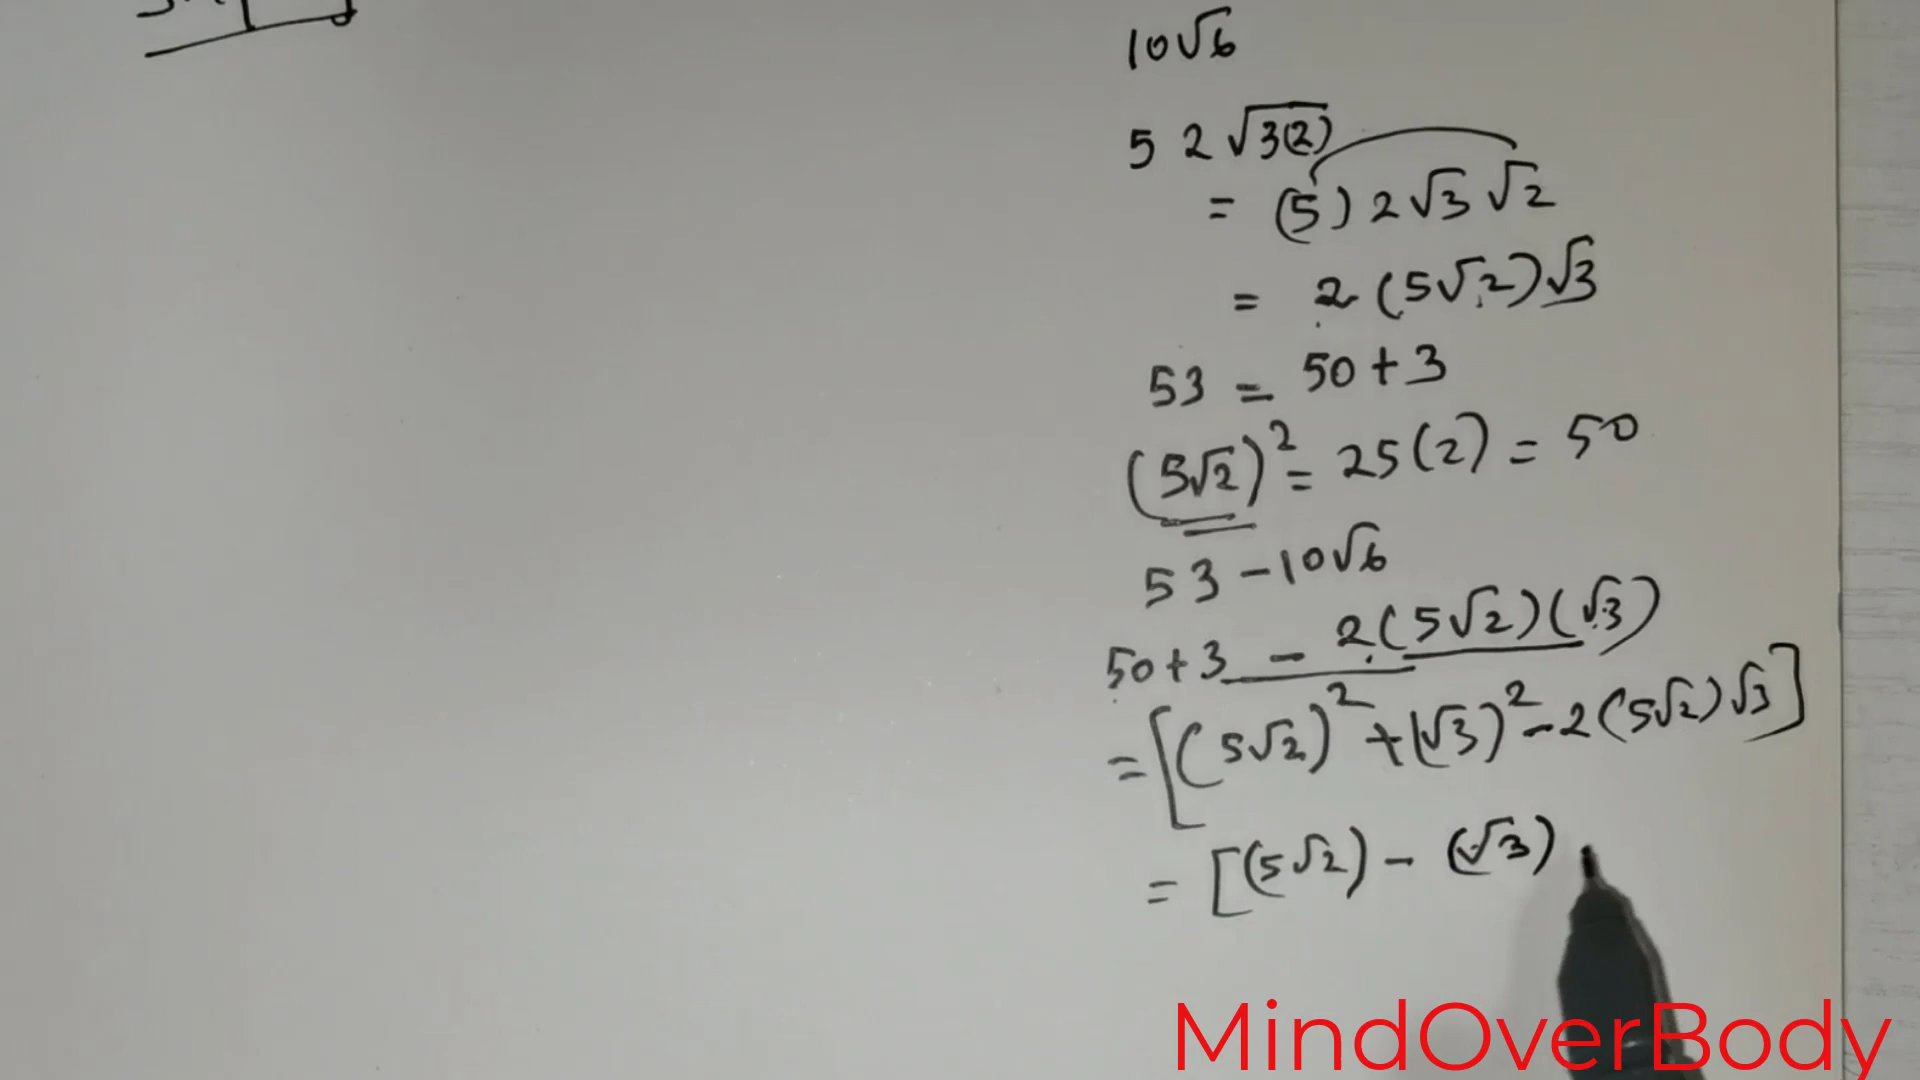 10√6
5 2 √3(2)
= (5) 2 √3 √2
= 2 (5√2) √3
53 = 50 + 3
(5√2)² = 25(2) = 50
53 - 10√6
50 + 3 - 2(5√2)(√3)
= [(5√2)² + (√3)² - 2(5√2)√3]
= [(5√2) - (√3)
MindOverBody